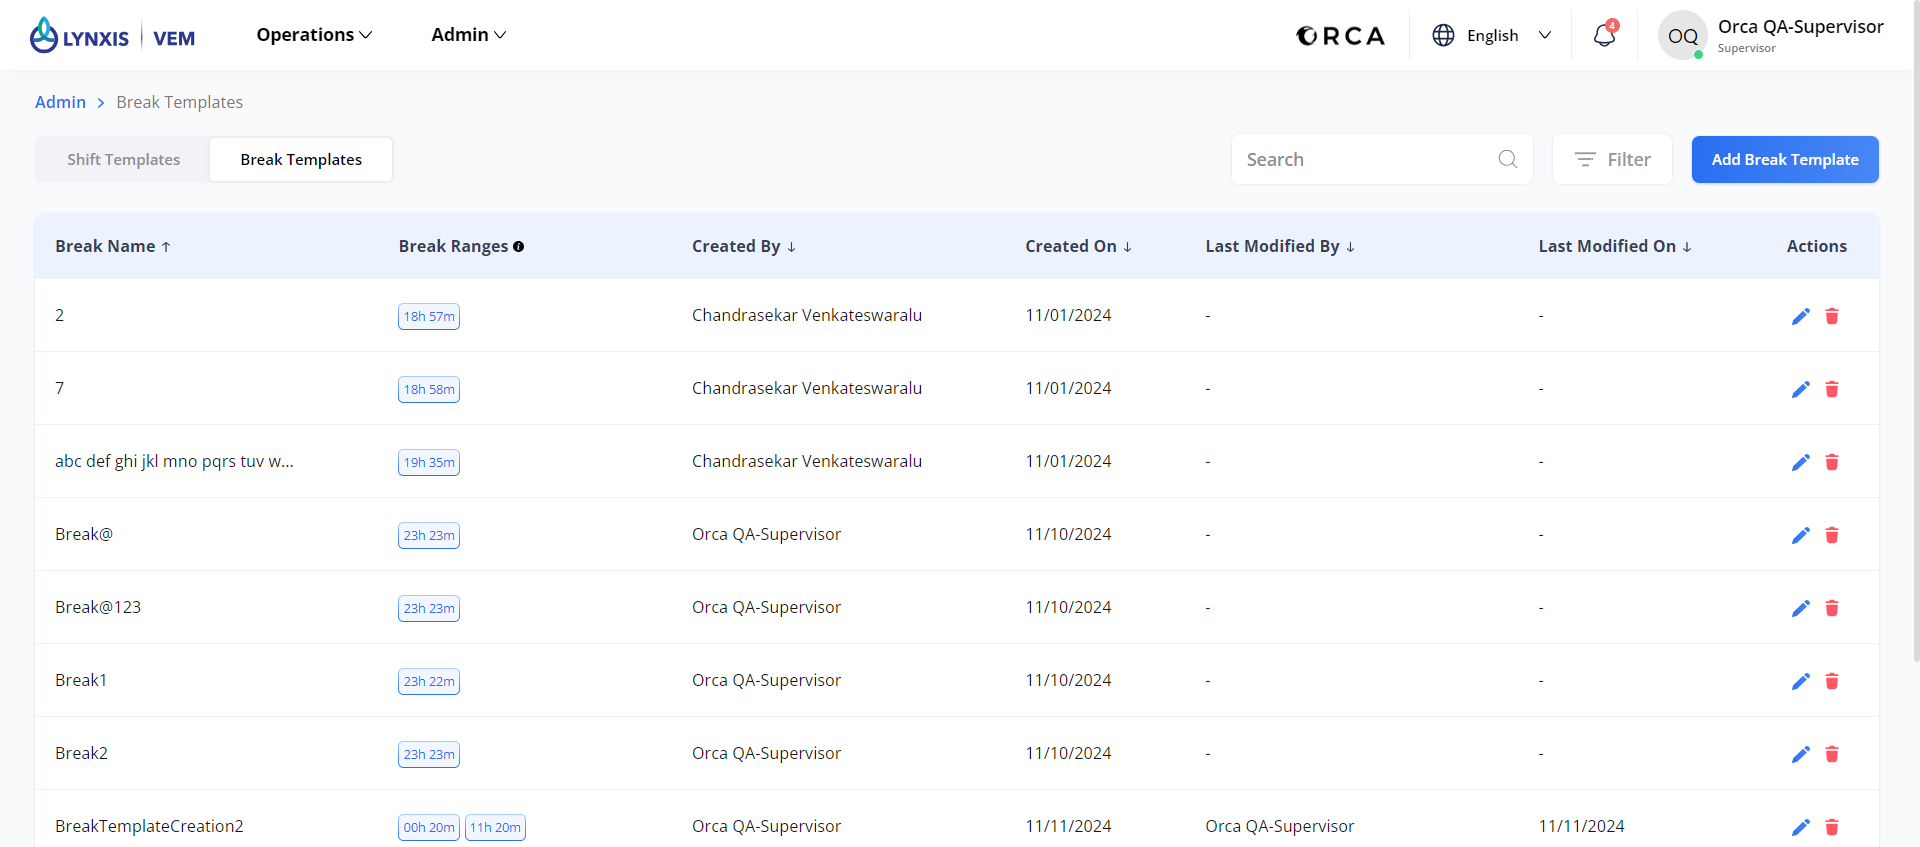 LYNXIS VEM Operations Admin ORCA English 4 OQ Orca QA-Supervisor
Supervisor
Admin > Break Templates
Shift Templates Break Templates Search Filter Add Break Template
Break Name ↑ Break Ranges Created By ↓ Created On ↓ Last Modified By ↓ Last Modified On ↓ Actions
2 18h 57m Chandrasekar Venkateswaralu 11/01/2024 - -
7 18h 58m Chandrasekar Venkateswaralu 11/01/2024 - -
abc def ghi jkl mno pqrs tuv w... 19h 35m Chandrasekar Venkateswaralu 11/01/2024 - -
Break@ 23h 23m Orca QA-Supervisor 11/10/2024 - -
Break@123 23h 23m Orca QA-Supervisor 11/10/2024 - -
Break1 23h 22m Orca QA-Supervisor 11/10/2024 - -
Break2 23h 23m Orca QA-Supervisor 11/10/2024 - -
BreakTemplateCreation2 00h 20m 11h 20m Orca QA-Supervisor 11/11/2024 Orca QA-Supervisor 11/11/2024